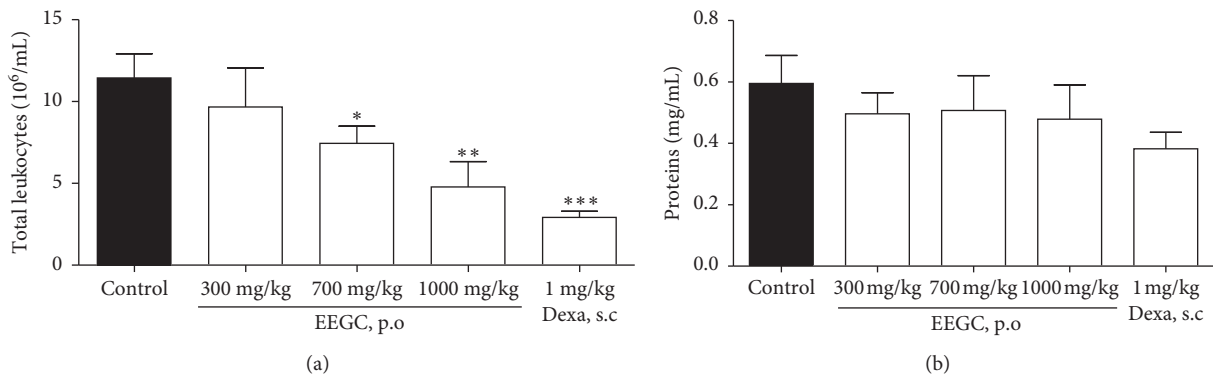 Total leukocytes (10⁶/mL)
15
10
5
0
*
**
***
Control
300 mg/kg 700 mg/kg 1000 mg/kg
1 mg/kg
EEGC, p.o
Dexa, s.c
(a)
Proteins (mg/mL)
0.8
0.6
0.4
0.2
0.0
Control
300 mg/kg 700 mg/kg 1000 mg/kg
1 mg/kg
EEGC, p.o
Dexa, s.c
(b)